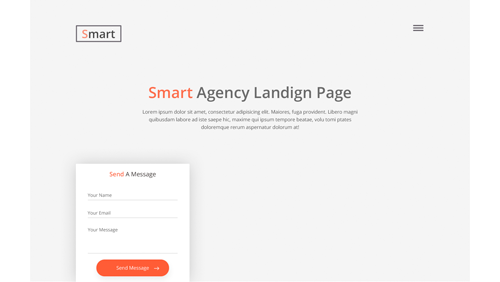 Smart
Smart Agency Landign Page
Lorem ipsum dolor sit amet, consectetur adipisicing elit. Maiores, fuga provident. Libero magni
quibusdam labore ad iste saepe hic, maxime qui ipsum tempore beatae, votu tomi plates
doloremque rerum aspernatur dolorum at!
Send A Message
Your Name
Your Email
Your Message
Send Message